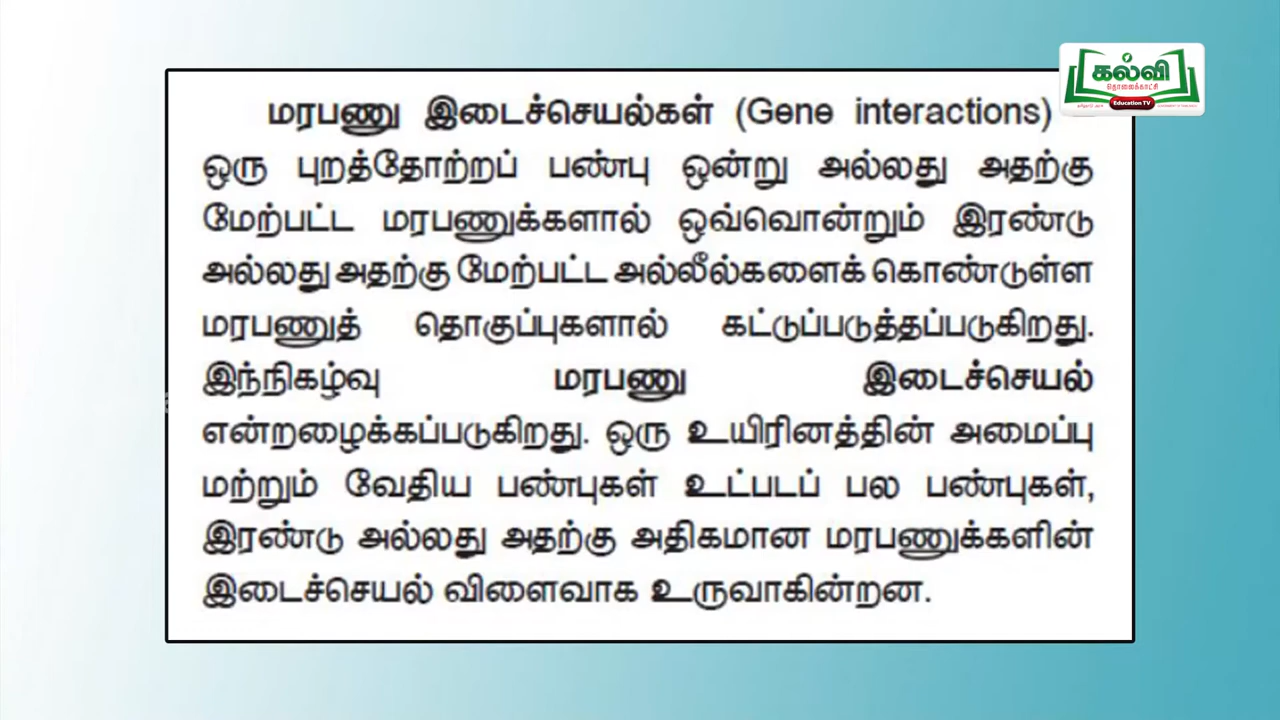 கல்வி
தொலைக்காட்சி
Education TV
மரபணு இடைச்செயல்கள் (Gene interactions)
ஒரு புறத்தோற்றப் பண்பு ஒன்று அல்லது அதற்கு
மேற்பட்ட மரபணுக்களால் ஒவ்வொன்றும் இரண்டு
அல்லது அதற்கு மேற்பட்ட அல்லீல்களைக் கொண்டுள்ள
மரபணுத் தொகுப்புகளால் கட்டுப்படுத்தப்படுகிறது.
இந்நிகழ்வு மரபணு இடைச்செயல்
என்றழைக்கப்படுகிறது. ஒரு உயிரினத்தின் அமைப்பு
மற்றும் வேதிய பண்புகள் உட்படப் பல பண்புகள்,
இரண்டு அல்லது அதற்கு அதிகமான மரபணுக்களின்
இடைச்செயல் விளைவாக உருவாகின்றன.